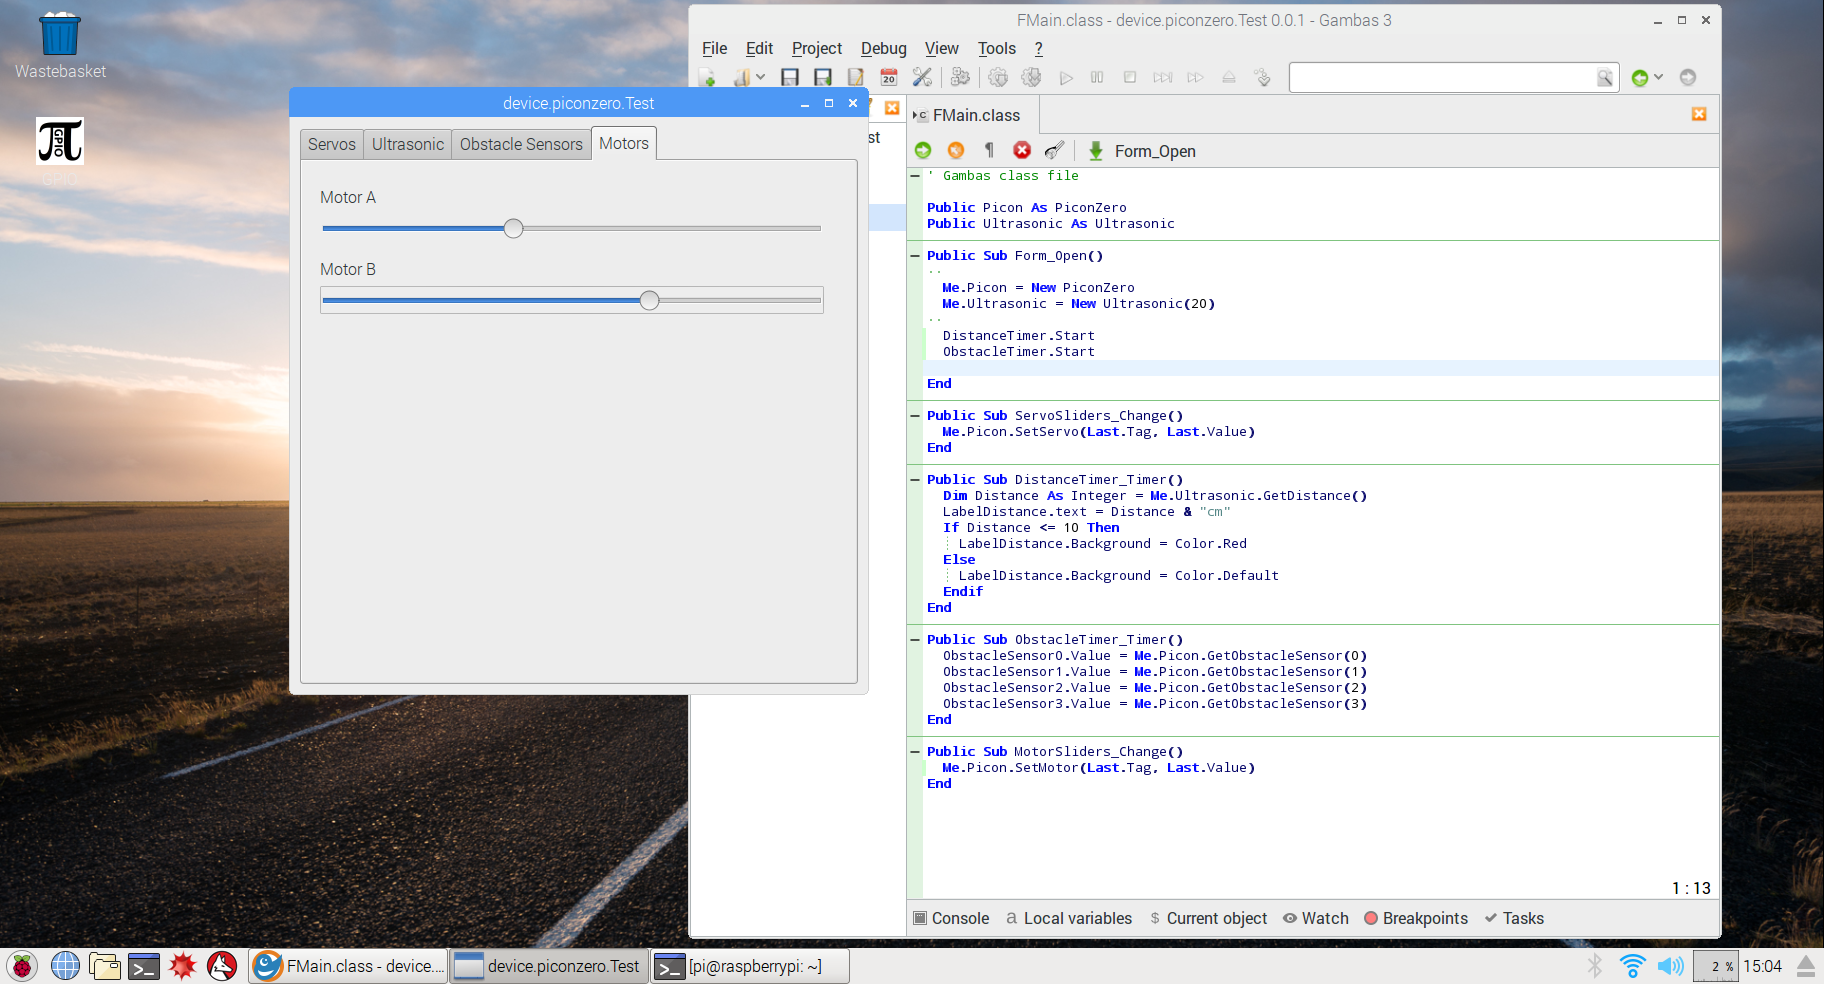 Wastebasket
GPIO
device.piconzero.Test
Servos
Ultrasonic
Obstacle Sensors
Motors
Motor A
Motor B
FMain.class - device.piconzero.Test 0.0.1 - Gambas 3
File Edit Project Debug View Tools ?
20
st
FMain.class
Form_Open
' Gambas class file
Public Picon As PiconZero
Public Ultrasonic As Ultrasonic
Public Sub Form_Open()
Me.Picon = New PiconZero
Me.Ultrasonic = New Ultrasonic(20)
DistanceTimer.Start
ObstacleTimer.Start
End
Public Sub ServoSliders_Change()
Me.Picon.SetServo(Last.Tag, Last.Value)
End
Public Sub DistanceTimer_Timer()
Dim Distance As Integer = Me.Ultrasonic.GetDistance()
LabelDistance.text = Distance & "cm"
If Distance <= 10 Then
LabelDistance.Background = Color.Red
Else
LabelDistance.Background = Color.Default
Endif
End
Public Sub ObstacleTimer_Timer()
ObstacleSensor0.Value = Me.Picon.GetObstacleSensor(0)
ObstacleSensor1.Value = Me.Picon.GetObstacleSensor(1)
ObstacleSensor2.Value = Me.Picon.GetObstacleSensor(2)
ObstacleSensor3.Value = Me.Picon.GetObstacleSensor(3)
End
Public Sub MotorSliders_Change()
Me.Picon.SetMotor(Last.Tag, Last.Value)
End
1 : 13
Console
a Local variables
$ Current object
Watch
Breakpoints
Tasks
FMain.class - device....
device.piconzero.Test
[pi@raspberrypi: ~]
2 %
15:04